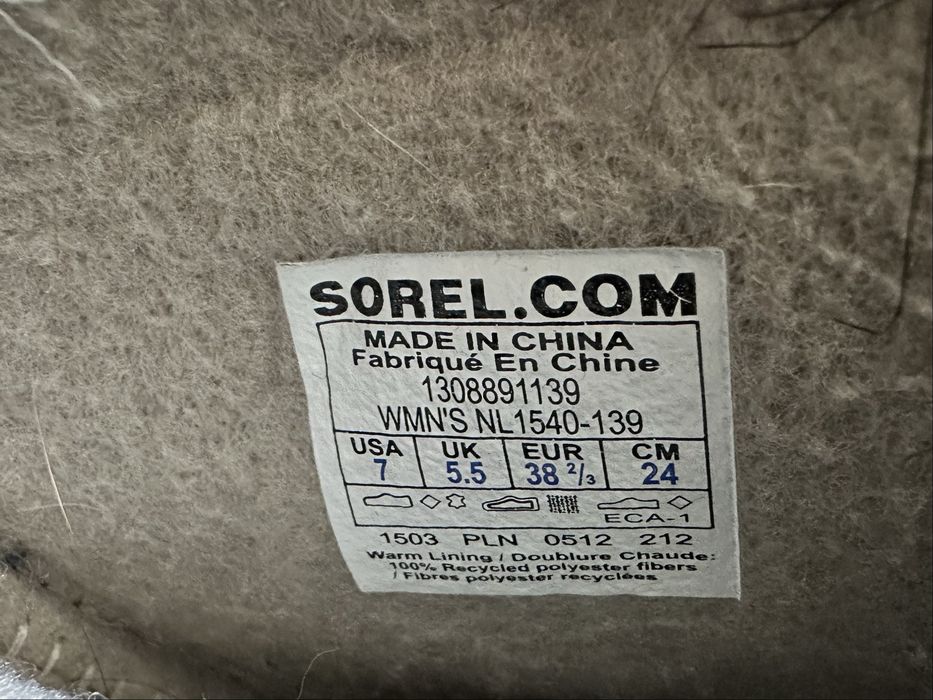 SOREL.COM
MADE IN CHINA
Fabriqué En Chine
1308891139
WMN'S NL1540-139
USA UK EUR CM
7 5.5 38 2/3 24
ECA-1
1503 PLN 0512 212
Warm Lining / Doublure Chaude:
100% Recycled polyester fibers
/ Fibres polyester recyclées